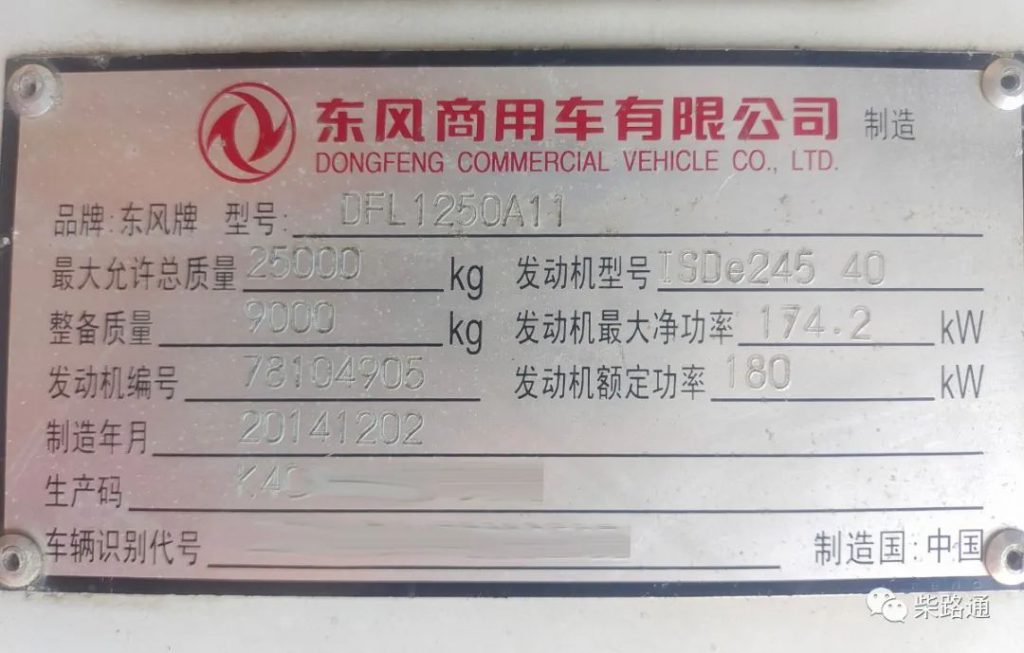 东风商用车有限公司 制造
DONGFENG COMMERCIAL VEHICLE CO., LTD.
品牌:东风牌 型号: DFL1250A11
最大允许总质量 25000 kg 发动机型号 ISDe245 40
整备质量 9000 kg 发动机最大净功率 174.2 kW
发动机编号 78104905 发动机额定功率 180 kW
制造年月 20141202
生产码
车辆识别代号 制造国:中国
柴路通